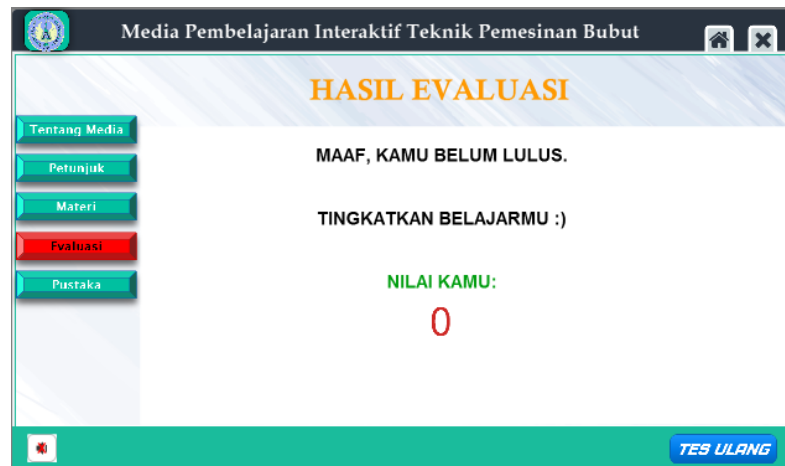 Media Pembelajaran Interaktif Teknik Pemesinan Bubut
HASIL EVALUASI
Tentang Media
Petunjuk
Materi
Evaluasi
Pustaka
MAAF, KAMU BELUM LULUS.
TINGKATKAN BELAJARMU :)
NILAI KAMU:
0
TES ULANG